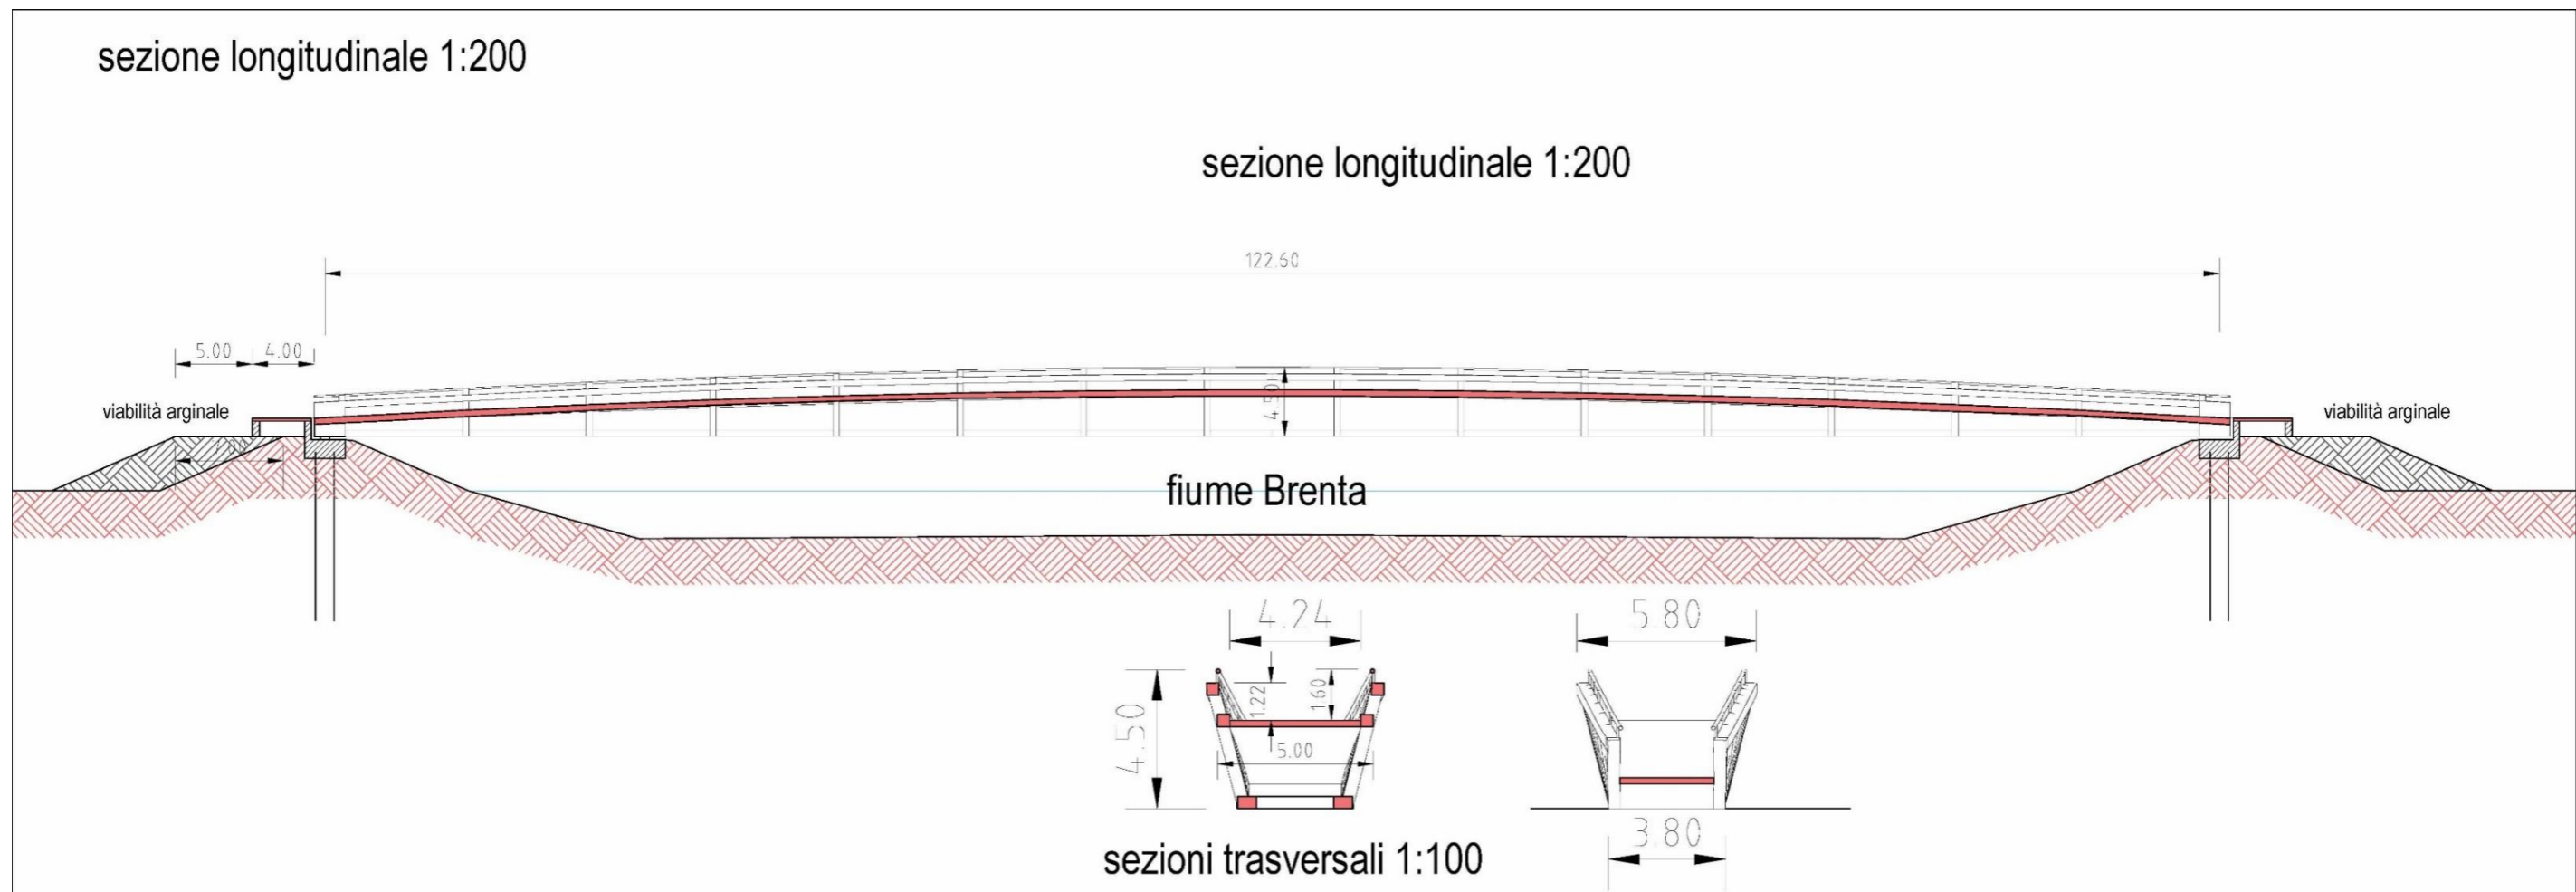 sezione longitudinale 1:200
sezione longitudinale 1:200
122.60
5.00
4.00
4.50
viabilità arginale
viabilità arginale
fiume Brenta
4.24
5.80
1.22
1.60
4.50
5.00
3.80
sezioni trasversali 1:100